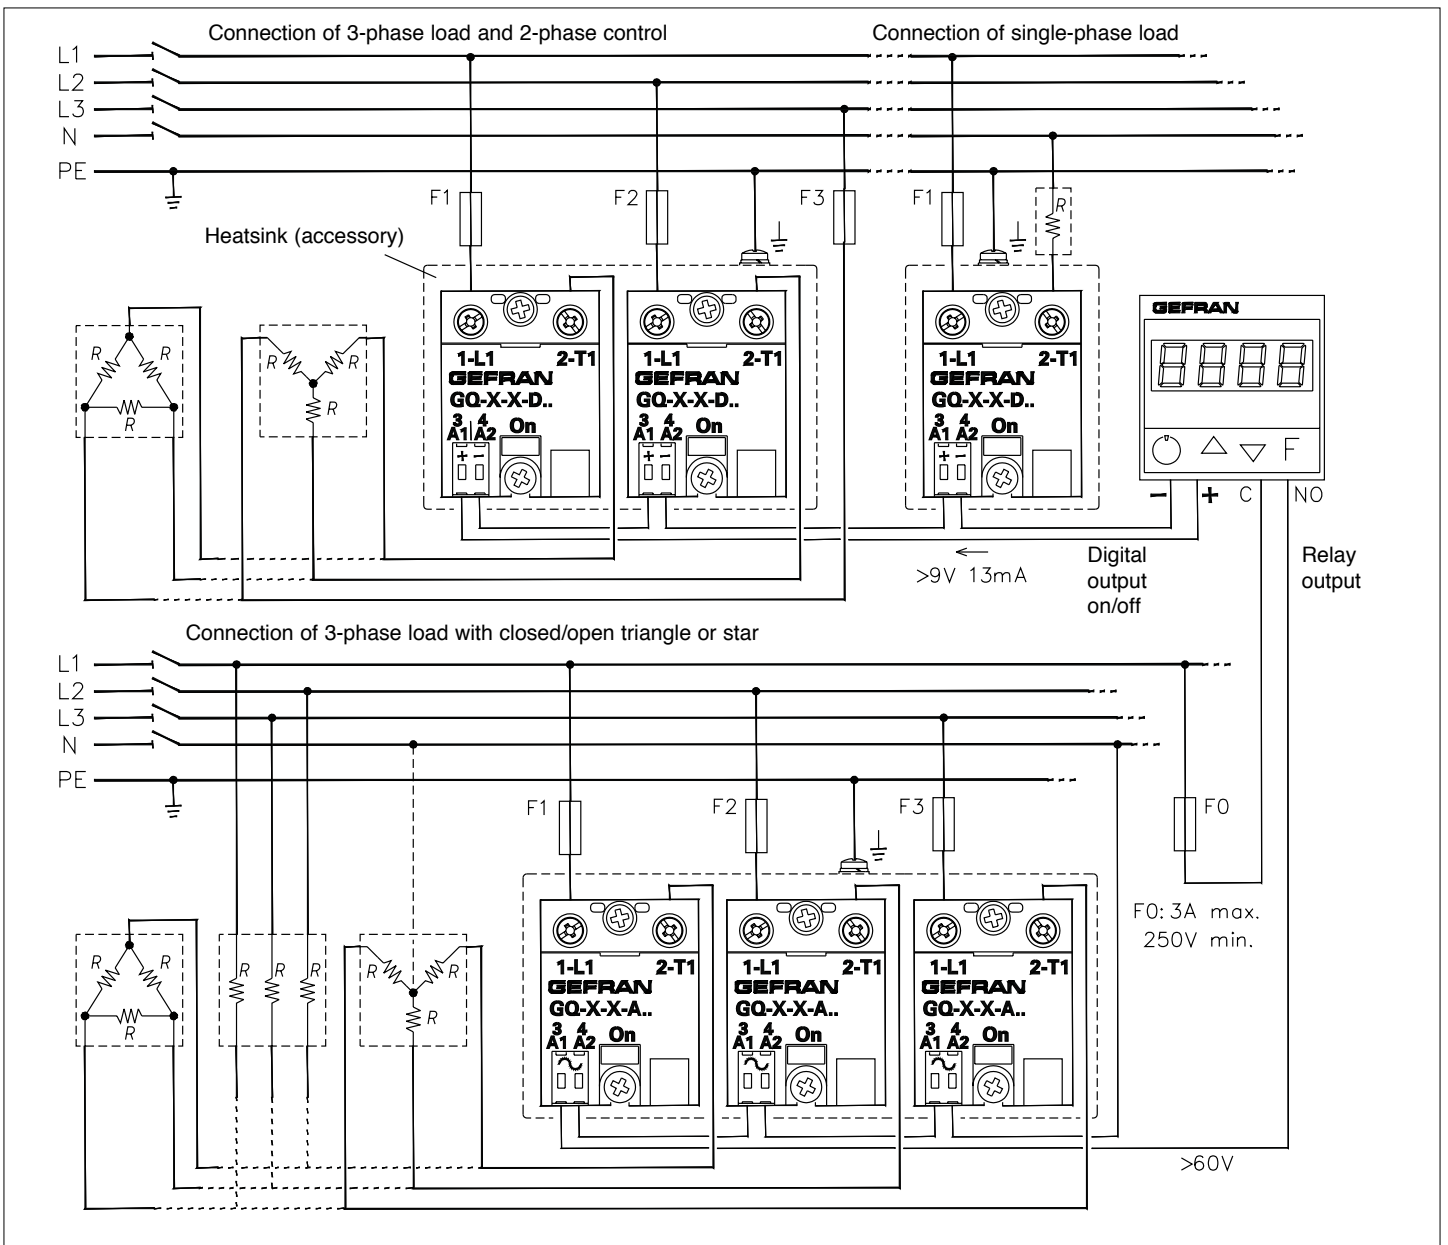 Connection of 3-phase load and 2-phase control
Connection of single-phase load
L1
L2
L3
N
PE
F1
F2
F3
F1
R
Heatsink (accessory)
GEFRAN
R
R
R
R
R
R
1-L1 2-T1
GEFRAN
GQ-X-X-D..
3 4
A1 A2 On
+ −
1-L1 2-T1
GEFRAN
GQ-X-X-D..
3 4
A1 A2 On
+ −
1-L1 2-T1
GEFRAN
GQ-X-X-D..
3 4
A1 A2 On
+ −
8888
F
− + C NO
>9V 13mA
Digital
output
on/off
Relay
output
Connection of 3-phase load with closed/open triangle or star
L1
L2
L3
N
PE
F1
F2
F3
F0
F0: 3A max.
250V min.
R
R
R
R
R
R
R
R
R
1-L1 2-T1
GEFRAN
GQ-X-X-A..
3 4
A1 A2 On
1-L1 2-T1
GEFRAN
GQ-X-X-A..
3 4
A1 A2 On
1-L1 2-T1
GEFRAN
GQ-X-X-A..
3 4
A1 A2 On
>60V